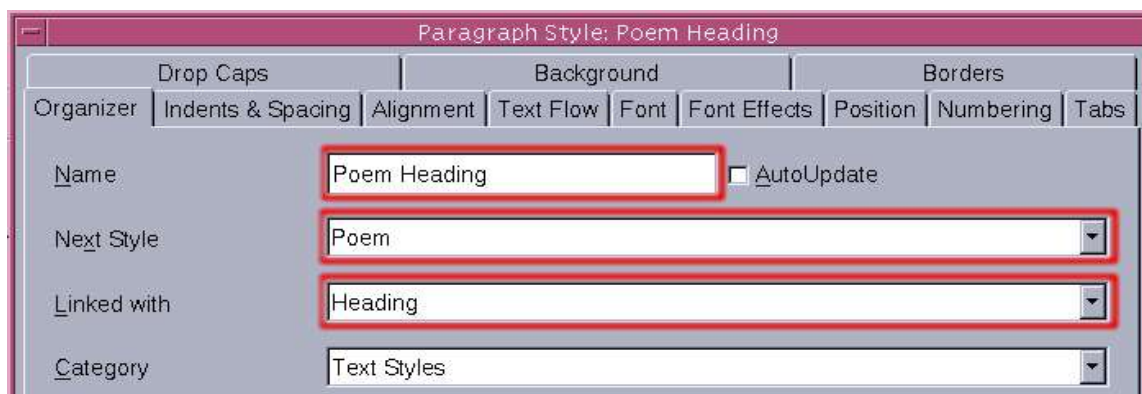 Paragraph Style: Poem Heading
Drop Caps Background Borders
Organizer Indents & Spacing Alignment Text Flow Font Font Effects Position Numbering Tabs
Name Poem Heading AutoUpdate
Next Style Poem
Linked with Heading
Category Text Styles